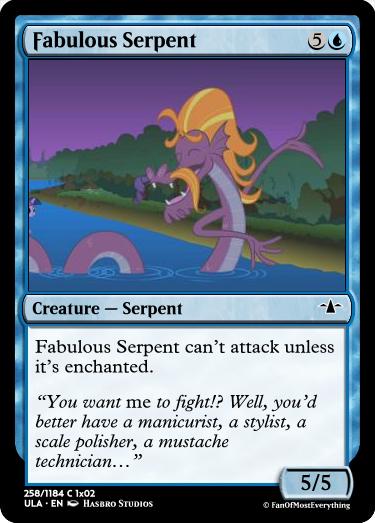 Fabulous Serpent 5
Creature — Serpent
Fabulous Serpent can't attack unless
it's enchanted.
“You want me to fight!? Well, you'd
better have a manicurist, a stylist, a
scale polisher, a mustache
technician…”
5/5
258/1184 C 1x02
ULA • EN Hasbro Studios
© FanOfMostEverything